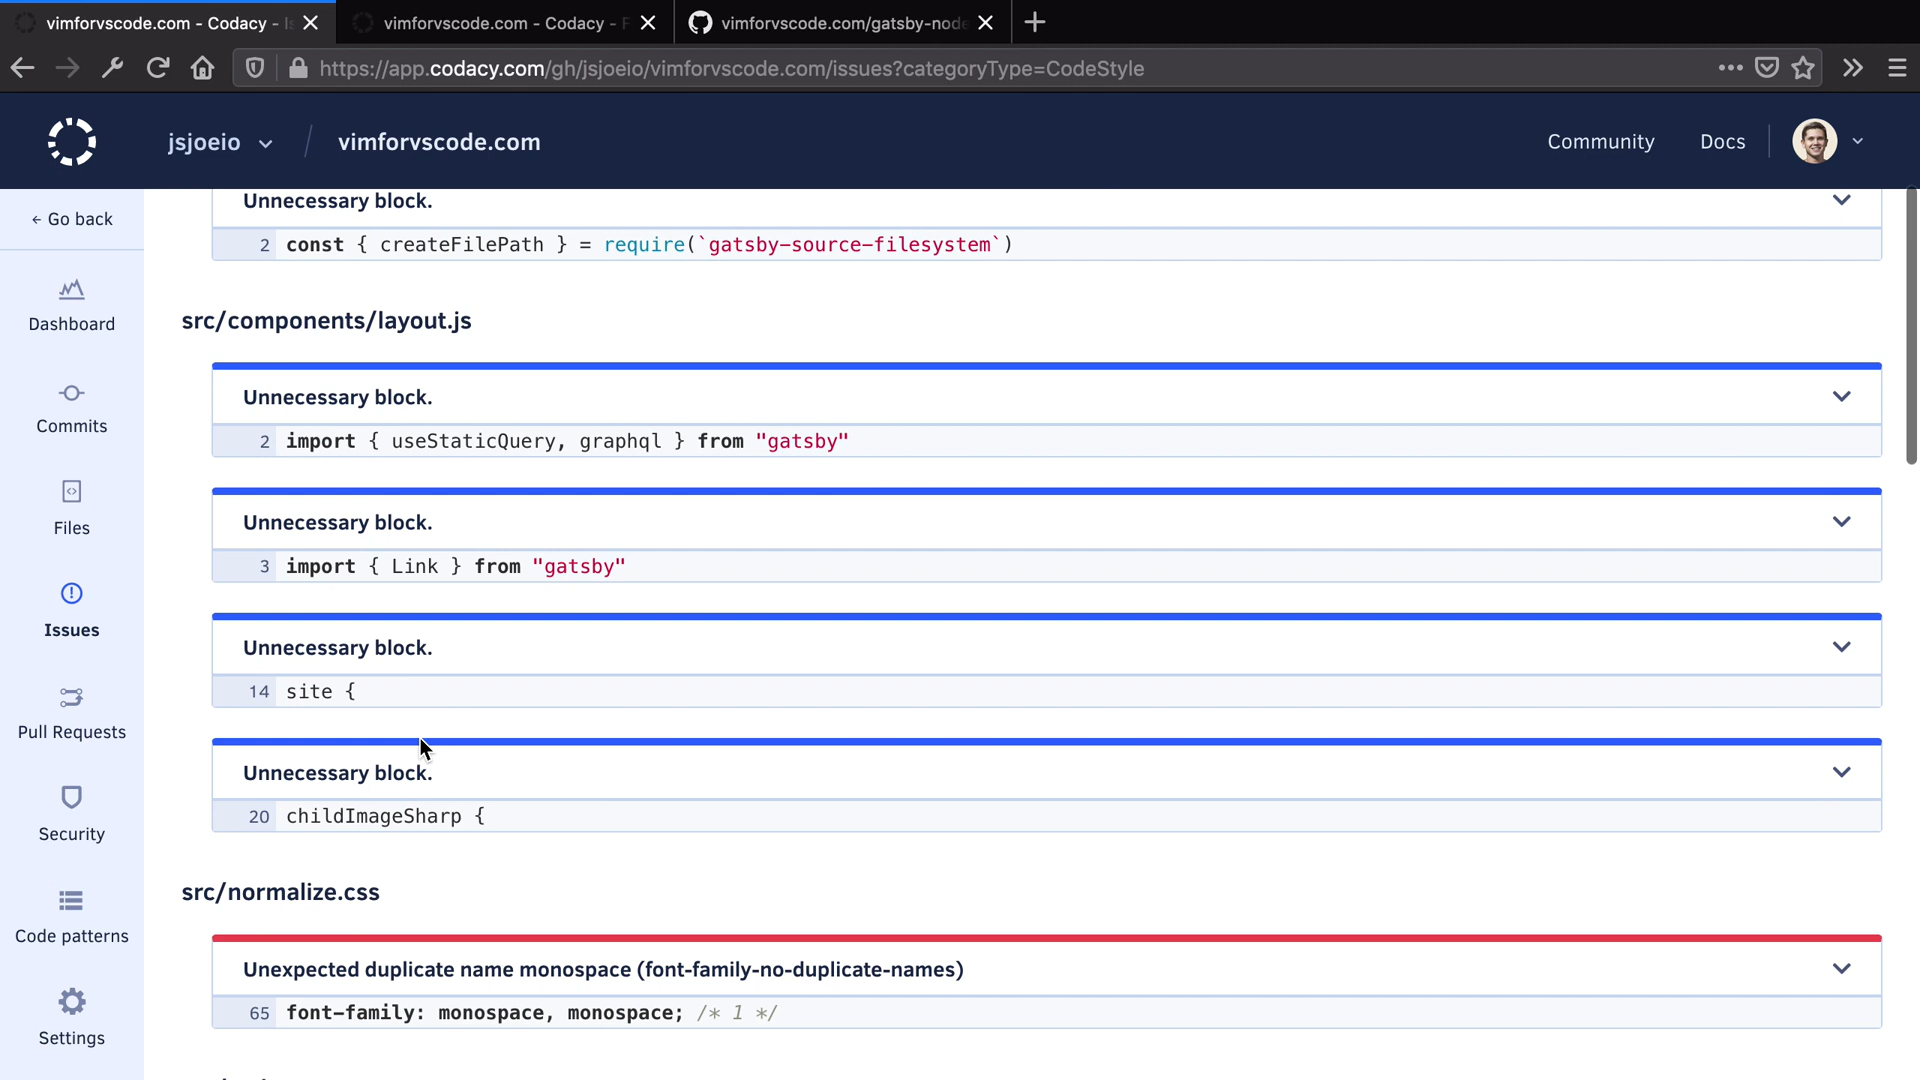 vimforvscode.com - Codacy - Is
vimforvscode.com - Codacy - F
vimforvscode.com/gatsby-node
https://app.codacy.com/gh/jsjoeio/vimforvscode.com/issues?categoryType=CodeStyle
jsjoeio / vimforvscode.com
Community
Docs
← Go back
Dashboard
Commits
Files
Issues
Pull Requests
Security
Code patterns
Settings
Unnecessary block.
2 const { createFilePath } = require(`gatsby-source-filesystem`)
src/components/layout.js
Unnecessary block.
2 import { useStaticQuery, graphql } from "gatsby"
Unnecessary block.
3 import { Link } from "gatsby"
Unnecessary block.
14 site {
Unnecessary block.
20 childImageSharp {
src/normalize.css
Unexpected duplicate name monospace (font-family-no-duplicate-names)
65 font-family: monospace, monospace; /* 1 */